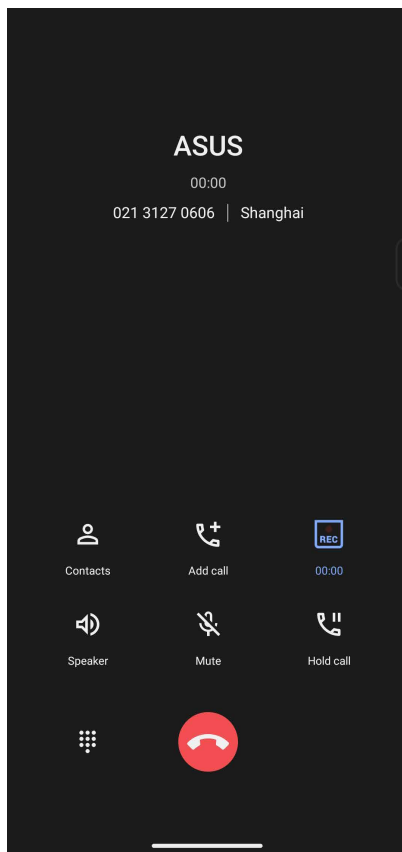 ASUS
00:00
021 3127 0606 | Shanghai
REC
Contacts
Add call
00:00
Speaker
Mute
Hold call